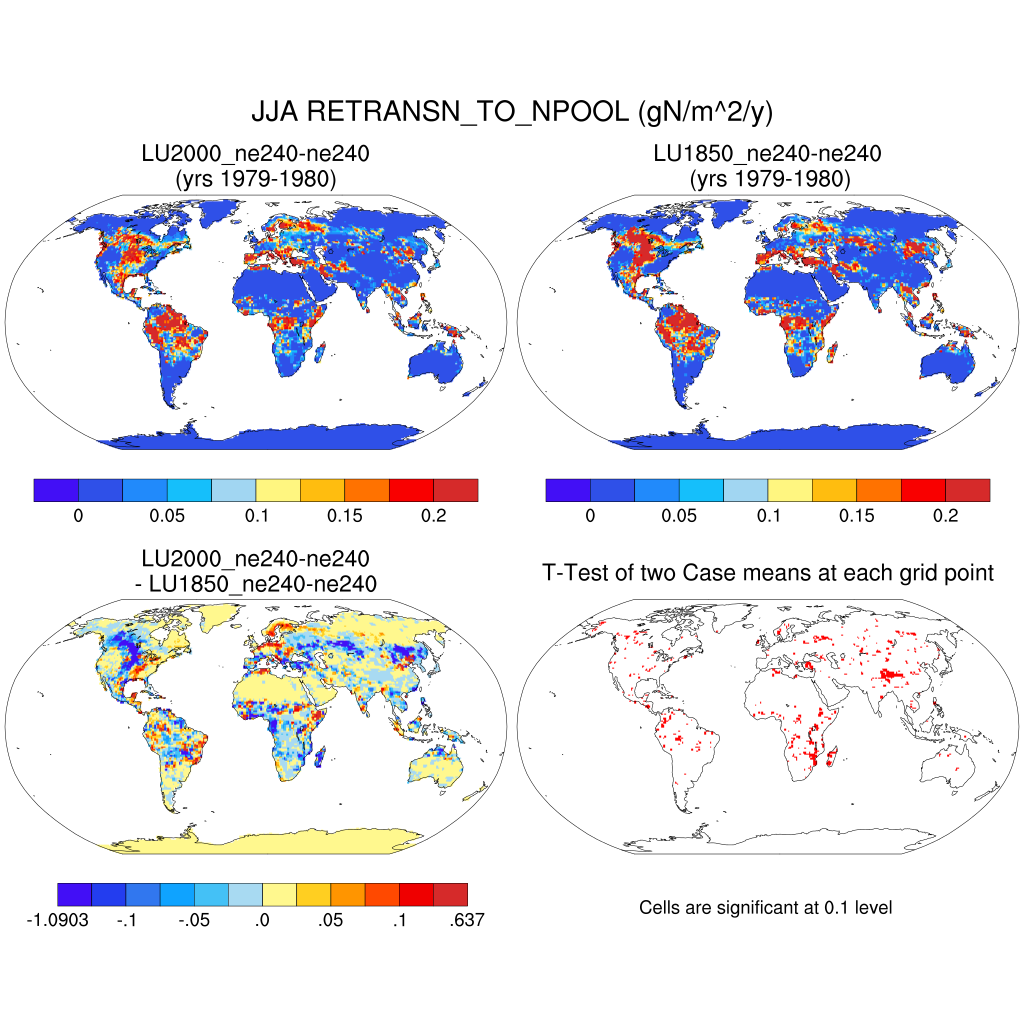 JJA RETRANSN_TO_NPOOL (gN/m^2/y)
LU2000_ne240-ne240
(yrs 1979-1980)
LU1850_ne240-ne240
(yrs 1979-1980)
0 0.05 0.1 0.15 0.2
0 0.05 0.1 0.15 0.2
LU2000_ne240-ne240
- LU1850_ne240-ne240
T-Test of two Case means at each grid point
-1.0903 -.1 -.05 .0 .05 .1 .637
Cells are significant at 0.1 level